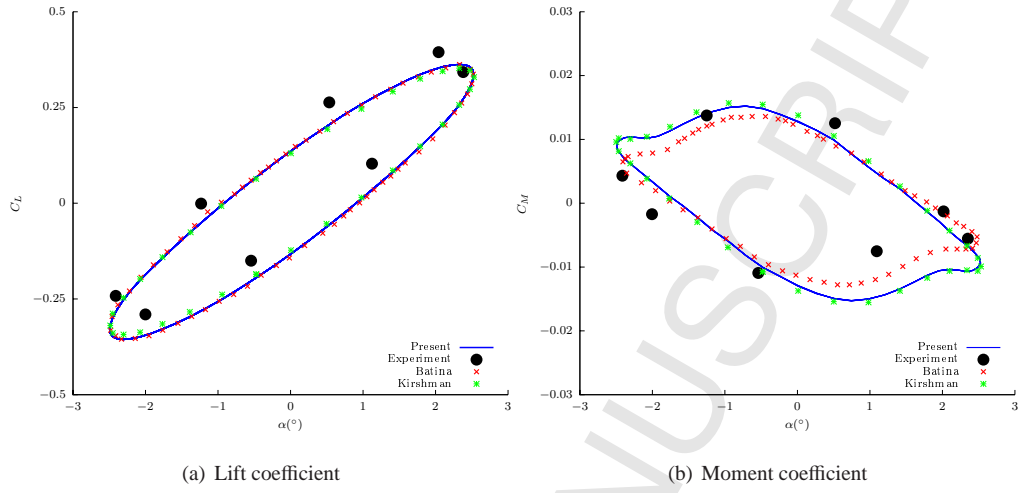 0.5
0.25
0
−0.25
−0.5
C_L
−3 −2 −1 0 1 2 3
α(°)
Present
Experiment
Batina
Kirshman
(a) Lift coefficient
0.03
0.02
0.01
0
−0.01
−0.02
−0.03
C_M
−3 −2 −1 0 1 2 3
α(°)
Present
Experiment
Batina
Kirshman
(b) Moment coefficient
NUSCRIP